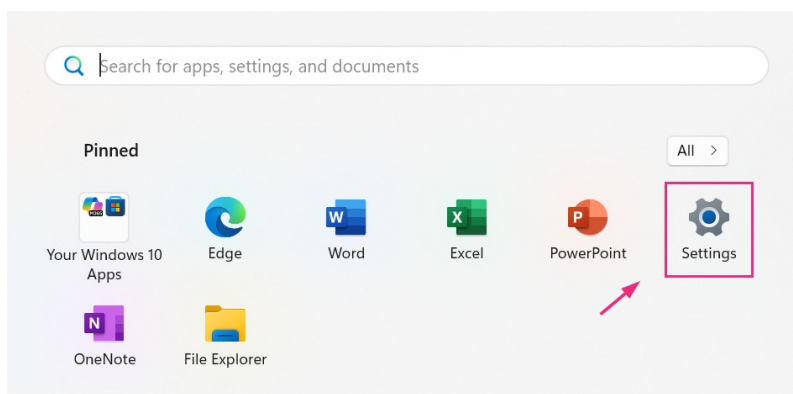 Search for apps, settings, and documents
Pinned
All
M365
Your Windows 10
Apps
Edge
W
Word
X
Excel
P
PowerPoint
Settings
N
OneNote
File Explorer